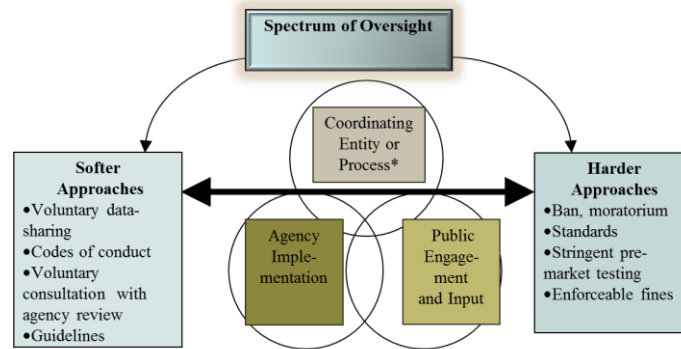 Spectrum of Oversight
Coordinating
Entity or
Process*
Softer
Approaches
•Voluntary data-
sharing
•Codes of conduct
•Voluntary
consultation with
agency review
•Guidelines
Agency
Imple-
mentation
Public
Engage-
ment
and Input
Harder
Approaches
•Ban, moratorium
•Standards
•Stringent pre-
market testing
•Enforceable fines